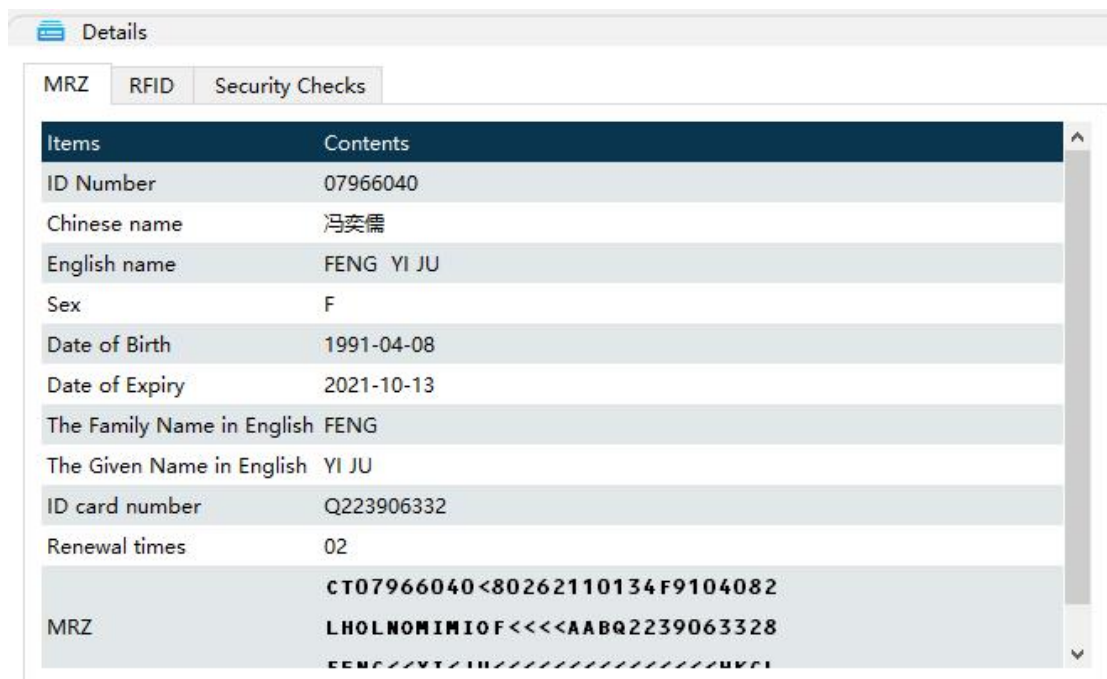 Details
MRZ RFID Security Checks
Items Contents
ID Number 07966040
Chinese name 冯奕儒
English name FENG YI JU
Sex F
Date of Birth 1991-04-08
Date of Expiry 2021-10-13
The Family Name in English FENG
The Given Name in English YI JU
ID card number Q223906332
Renewal times 02
CT07966040<80262110134F9104082
MRZ LHOLNOMIMIOF<<<<AABQ2239063328